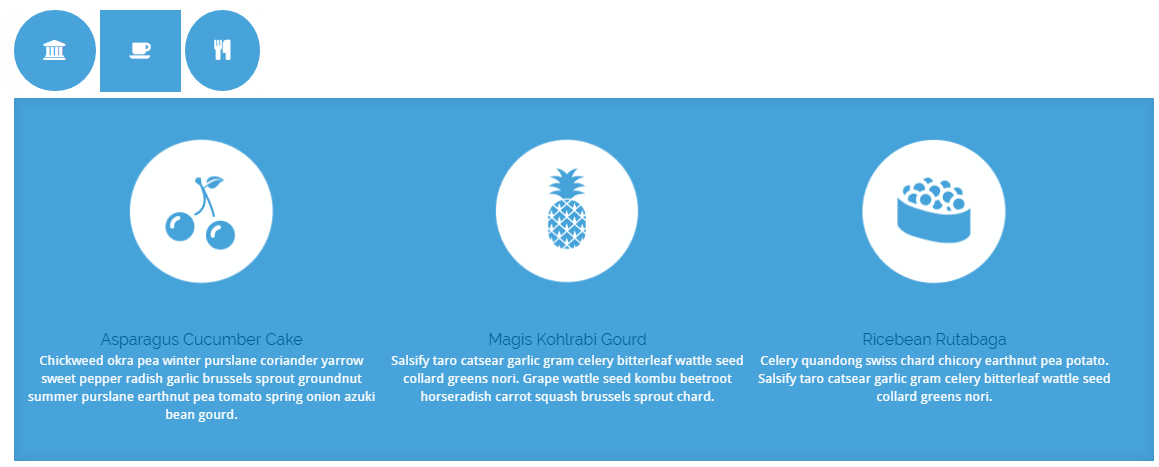 Asparagus Cucumber Cake
Chickweed okra pea winter purslane coriander yarrow
sweet pepper radish garlic brussels sprout groundnut
summer purslane earthnut pea tomato spring onion azuki
bean gourd.
Magis Kohlrabi Gourd
Salsify taro catsear garlic gram celery bitterleaf wattle seed
collard greens nori. Grape wattle seed kombu beetroot
horseradish carrot squash brussels sprout chard.
Ricebean Rutabaga
Celery quandong swiss chard chicory earthnut pea potato.
Salsify taro catsear garlic gram celery bitterleaf wattle seed
collard greens nori.